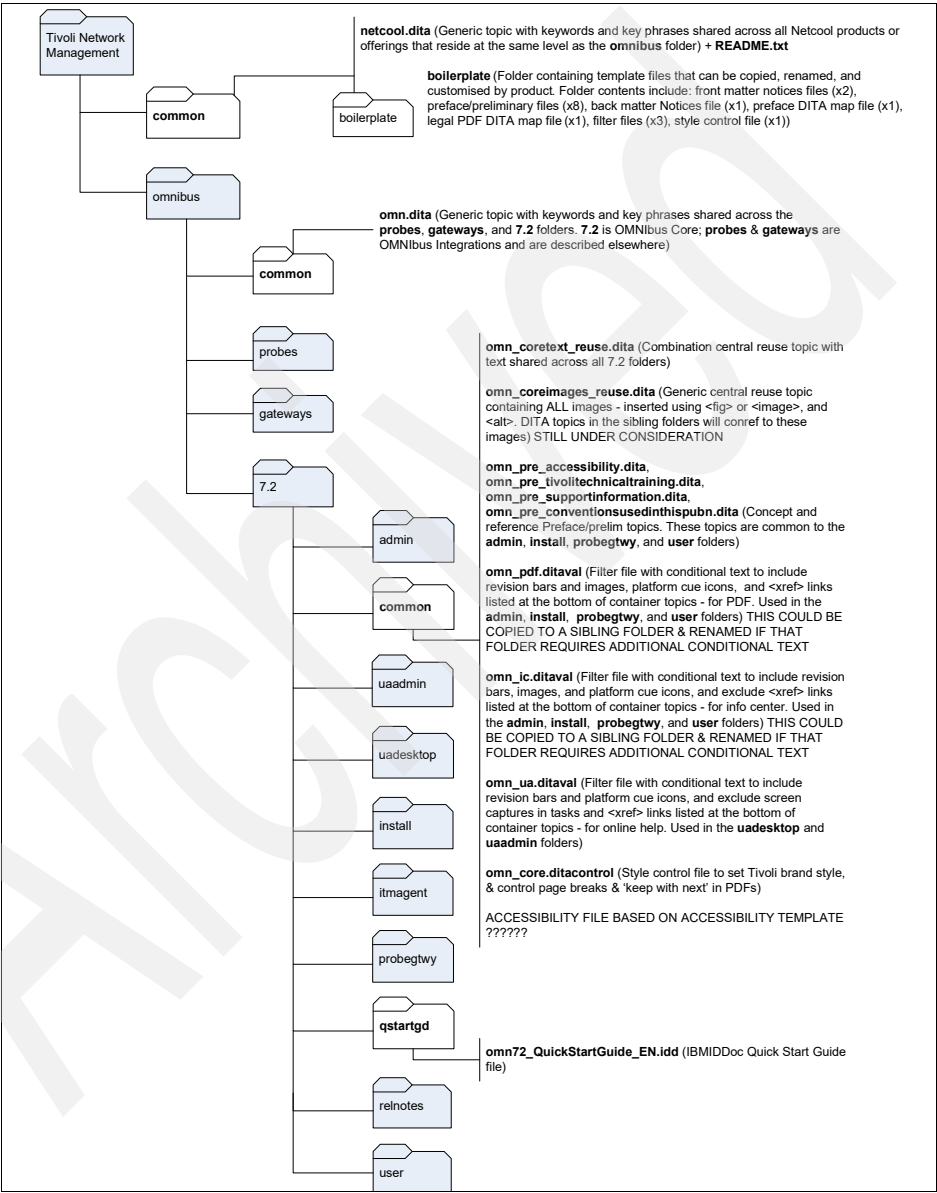 Tivoli Network
Management
netcool.dita (Generic topic with keywords and key phrases shared across all Netcool products or
offerings that reside at the same level as the omnibus folder) + README.txt
common
boilerplate
boilerplate (Folder containing template files that can be copied, renamed, and
customised by product. Folder contents include: front matter notices files (x2),
preface/preliminary files (x8), back matter Notices file (x1), preface DITA map file (x1),
legal PDF DITA map file (x1), filter files (x3), style control file (x1))
omnibus
omn.dita (Generic topic with keywords and key phrases shared across the
probes, gateways, and 7.2 folders. 7.2 is OMNIbus Core; probes & gateways are
OMNIbus Integrations and are described elsewhere)
common
probes
gateways
7.2
omn_coretext_reuse.dita (Combination central reuse topic with
text shared across all 7.2 folders)
omn_coreimages_reuse.dita (Generic central reuse topic
containing ALL images - inserted using <fig> or <image>, and
<alt>. DITA topics in the sibling folders will conref to these
images) STILL UNDER CONSIDERATION
omn_pre_accessibility.dita,
omn_pre_tivolitechnicaltraining.dita,
omn_pre_supportinformation.dita,
omn_pre_conventionsusedinthispubn.dita (Concept and
reference Preface/prelim topics. These topics are common to the
admin, install, probegtwy, and user folders)
omn_pdf.ditaval (Filter file with conditional text to include
revision bars and images, platform cue icons, and <xref> links
listed at the bottom of container topics - for PDF. Used in the
admin, install, probegtwy, and user folders) THIS COULD BE
COPIED TO A SIBLING FOLDER & RENAMED IF THAT
FOLDER REQUIRES ADDITIONAL CONDITIONAL TEXT
omn_ic.ditaval (Filter file with conditional text to include revision
bars, images, and platform cue icons, and exclude <xref> links
listed at the bottom of container topics - for info center. Used in
the admin, install, probegtwy, and user folders) THIS COULD
BE COPIED TO A SIBLING FOLDER & RENAMED IF THAT
FOLDER REQUIRES ADDITIONAL CONDITIONAL TEXT
omn_ua.ditaval (Filter file with conditional text to include
revision bars and platform cue icons, and exclude screen
captures in tasks and <xref> links listed at the bottom of
container topics - for online help. Used in the uadesktop and
uaadmin folders)
omn_core.ditacontrol (Style control file to set Tivoli brand style,
& control page breaks & 'keep with next' in PDFs)
ACCESSIBILITY FILE BASED ON ACCESSIBILITY TEMPLATE
??????
admin
common
uaadmin
uadesktop
install
itmagent
probegtwy
qstartgd
omn72_QuickStartGuide_EN.idd (IBMIDDoc Quick Start Guide
file)
relnotes
user
Archived